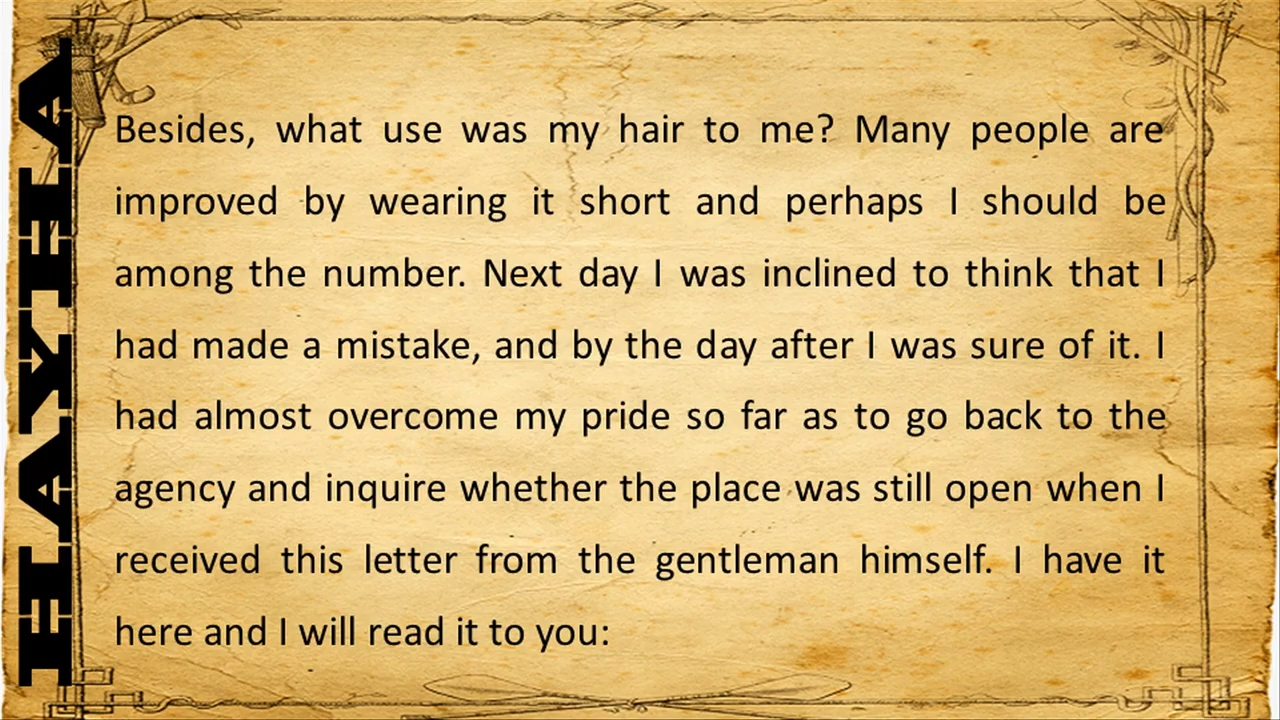 HAYHA
Besides, what use was my hair to me? Many people are
improved by wearing it short and perhaps I should be
among the number. Next day I was inclined to think that I
had made a mistake, and by the day after I was sure of it. I
had almost overcome my pride so far as to go back to the
agency and inquire whether the place was still open when I
received this letter from the gentleman himself. I have it
here and I will read it to you: